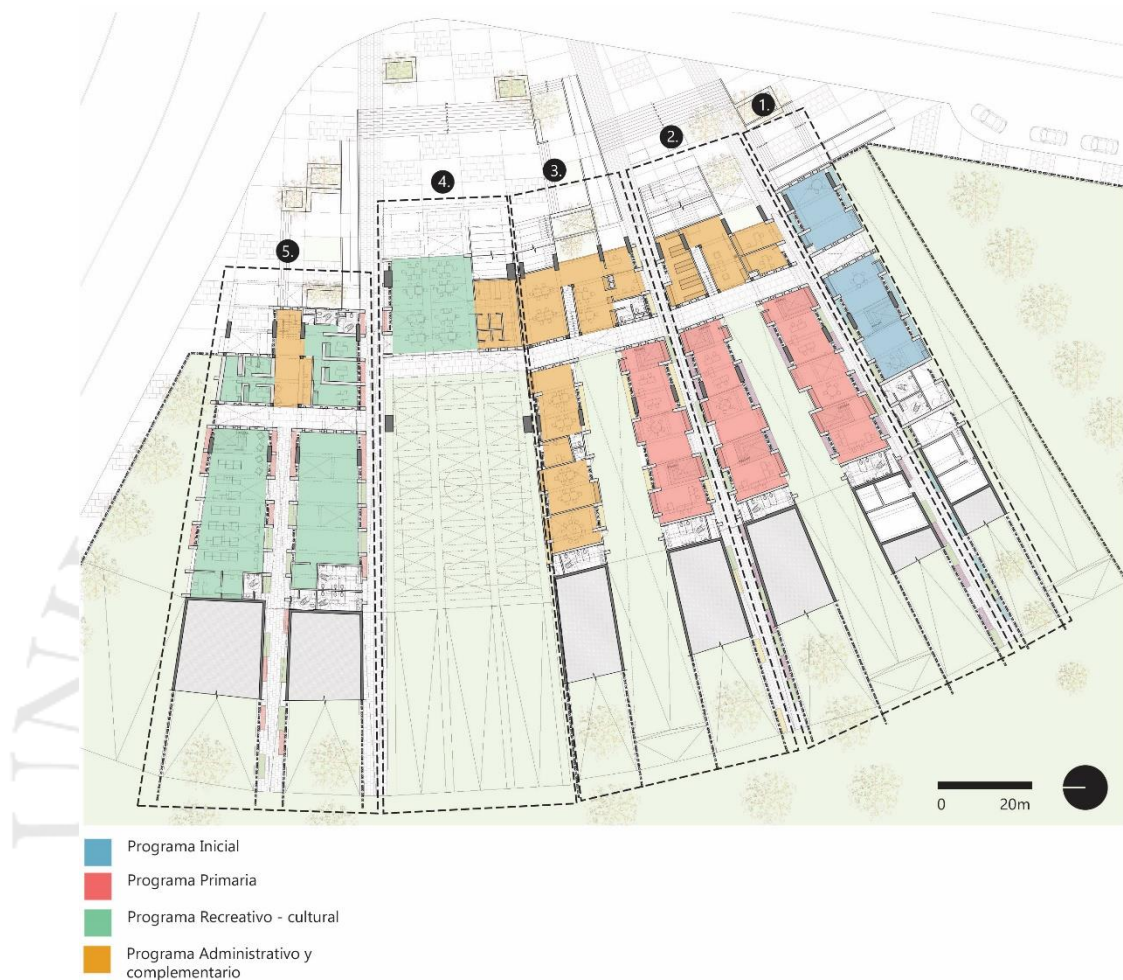 1.
2.
3.
4.
5.
0 20m
Programa Inicial
Programa Primaria
Programa Recreativo - cultural
Programa Administrativo y
complementario